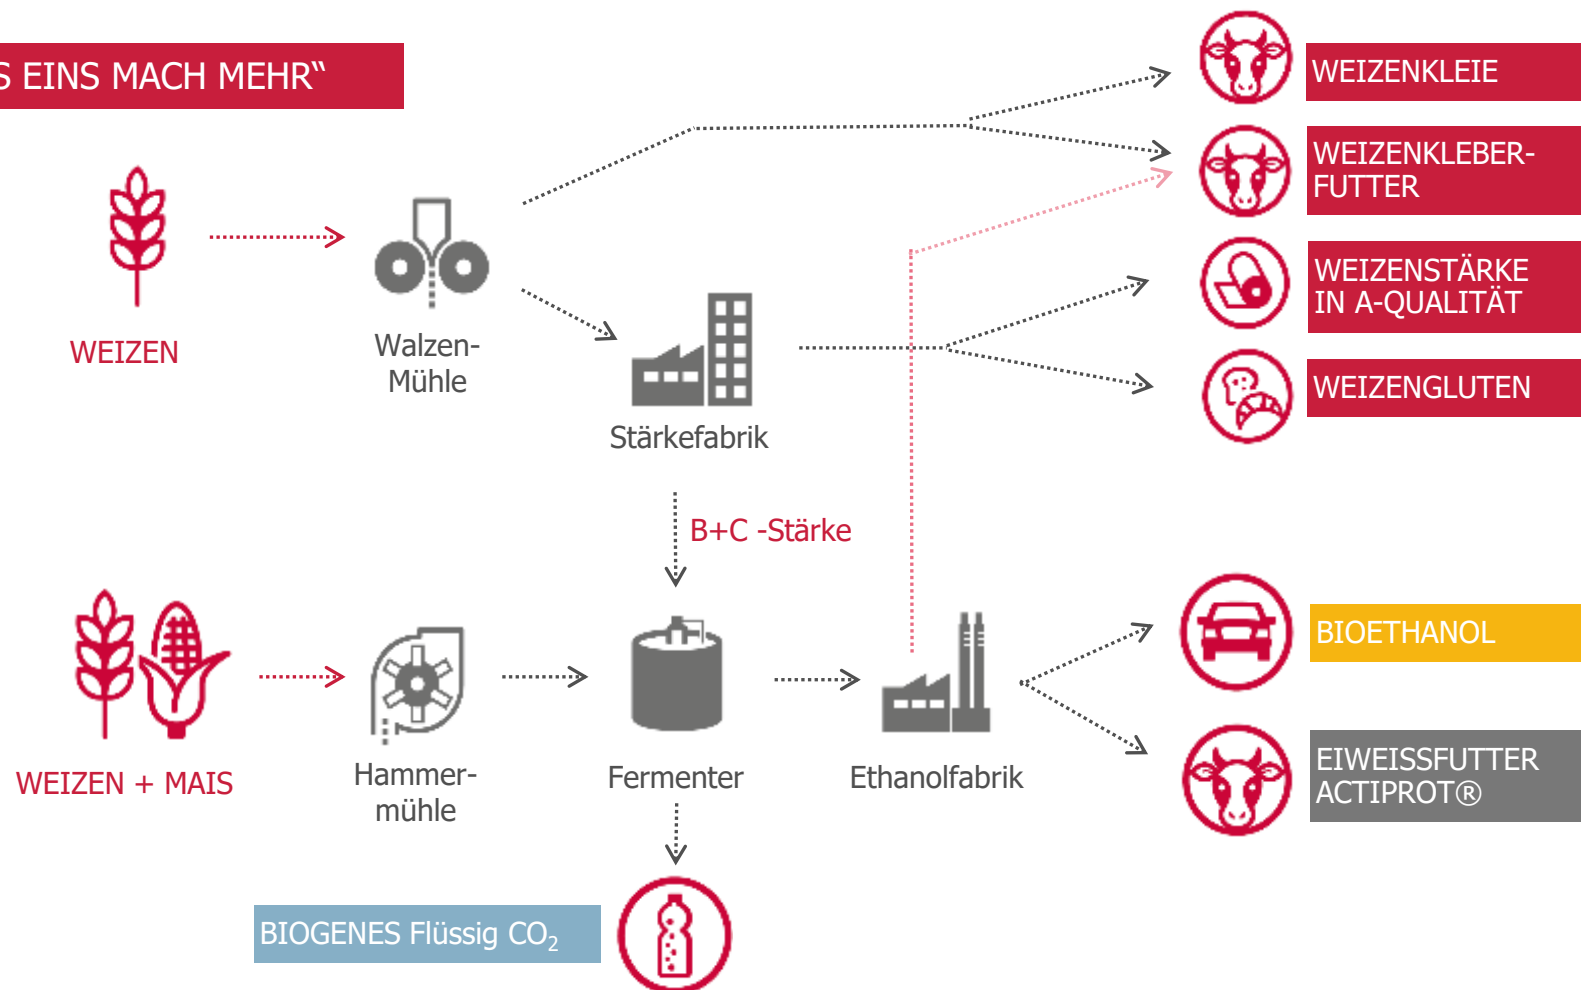 S EINS MACH MEHR“
WEIZENKLEIE
WEIZENKLEBER-
FUTTER
WEIZENSTÄRKE
IN A-QUALITÄT
WEIZENGLUTEN
WEIZEN
Walzen-
Mühle
Stärkefabrik
B+C -Stärke
WEIZEN + MAIS
Hammer-
mühle
Fermenter
Ethanolfabrik
BIOETHANOL
EIWEISSFUTTER
ACTIPROT®
BIOGENES Flüssig CO₂